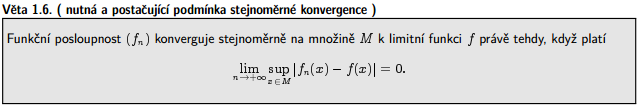 Věta 1.6. ( nutná a postačující podmínka stejnoměrné konvergence )
Funkční posloupnost (fₙ) konverguje stejnoměrně na množině M k limitní funkci f právě tehdy, když platí
lim sup |fₙ(x) − f(x)| = 0.
n→+∞ x∈M